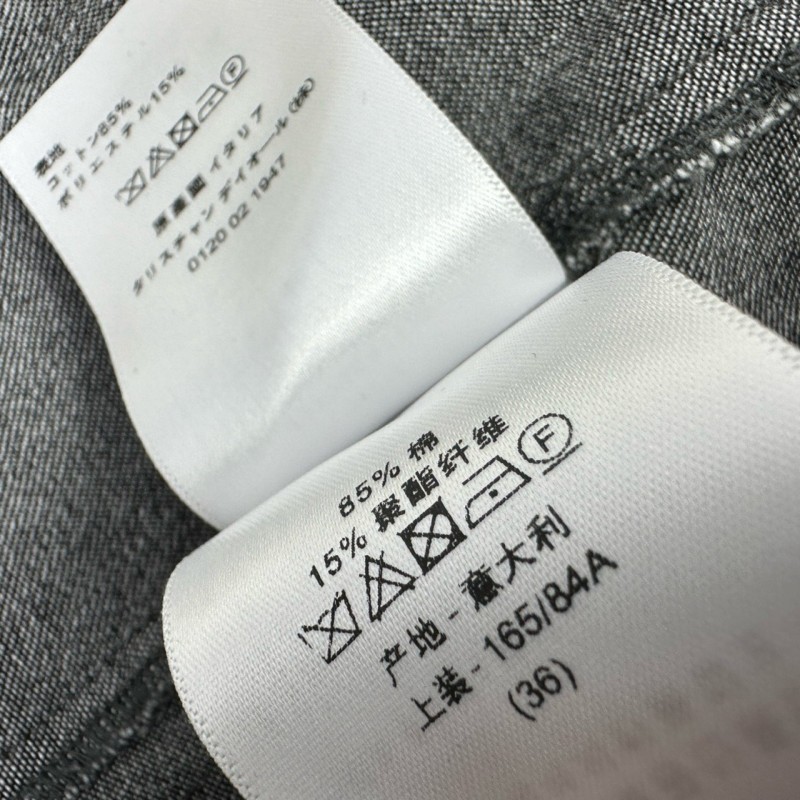 表地
コットン85%
ポリエステル15%
F
原産国 イタリア
クリスチャン ディオール(株)
0120 02 1947
85% 棉
15% 聚酯纤维
F
产地 - 意大利
上装 - 165/84A
(36)